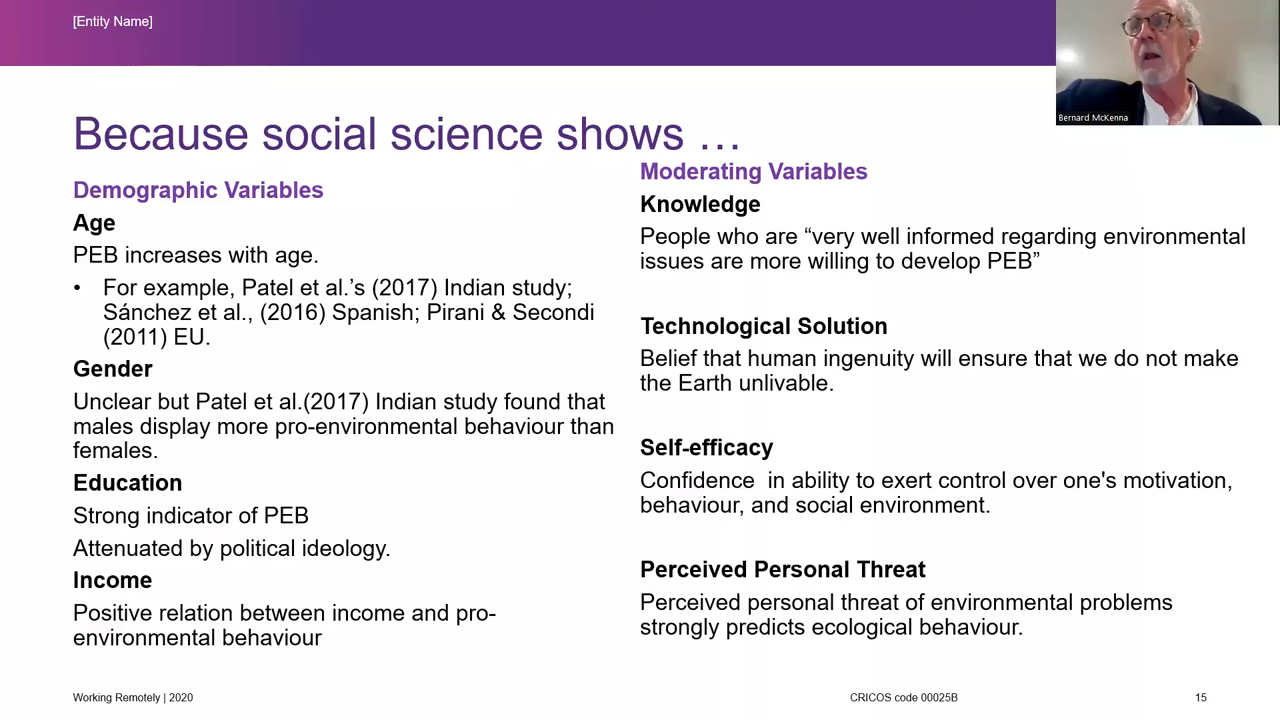 [Entity Name]
Bernard McKenna
Because social science shows …
Demographic Variables
Age
PEB increases with age.
• For example, Patel et al.’s (2017) Indian study;
Sánchez et al., (2016) Spanish; Pirani & Secondi
(2011) EU.
Gender
Unclear but Patel et al.(2017) Indian study found that
males display more pro-environmental behaviour than
females.
Education
Strong indicator of PEB
Attenuated by political ideology.
Income
Positive relation between income and pro-
environmental behaviour
Moderating Variables
Knowledge
People who are “very well informed regarding environmental
issues are more willing to develop PEB”
Technological Solution
Belief that human ingenuity will ensure that we do not make
the Earth unlivable.
Self-efficacy
Confidence  in ability to exert control over one's motivation,
behaviour, and social environment.
Perceived Personal Threat
Perceived personal threat of environmental problems
strongly predicts ecological behaviour.
Working Remotely | 2020
CRICOS code 00025B
15